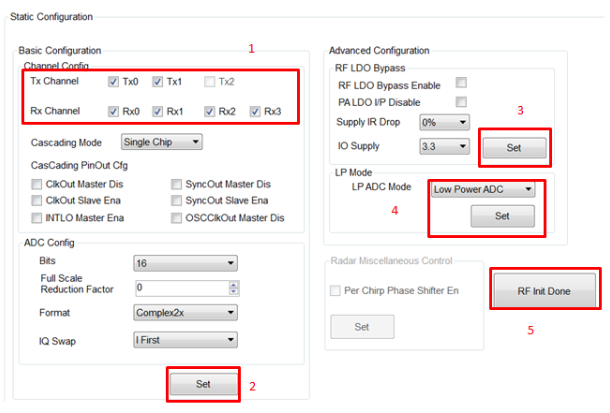 Static Configuration
Basic Configuration
1
Channel Config
Tx Channel Tx0 Tx1 Tx2
Rx Channel Rx0 Rx1 Rx2 Rx3
Cascading Mode Single Chip
CasCading PinOut Cfg
ClkOut Master Dis SyncOut Master Dis
ClkOut Slave Ena SyncOut Slave Ena
INTLO Master Ena OSCClkOut Master Dis
ADC Config
Bits 16
Full Scale
Reduction Factor 0
Format Complex2x
IQ Swap I First
Set 2
Advanced Configuration
RF LDO Bypass
RF LDO Bypass Enable
PA LDO I/P Disable
3
Supply IR Drop 0%
IO Supply 3.3 Set
LP Mode
LP ADC Mode Low Power ADC
4 Set
Radar Miscellaneous Control
Per Chirp Phase Shifter En
Set
RF Init Done
5